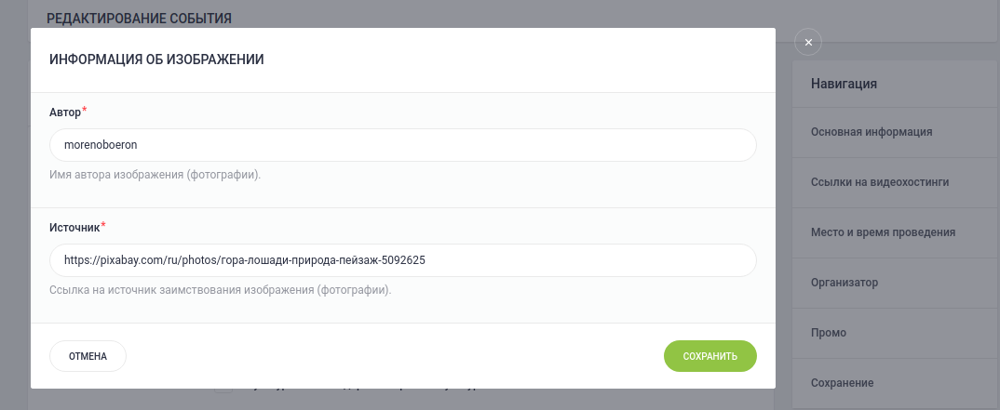 РЕДАКТИРОВАНИЕ СОБЫТИЯ
ИНФОРМАЦИЯ ОБ ИЗОБРАЖЕНИИ
×
Автор*
morenoboeron
Имя автора изображения (фотографии).
Источник*
https://pixabay.com/ru/photos/гора-лошади-природа-пейзаж-5092625
Ссылка на источник заимствования изображения (фотографии).
ОТМЕНА
СОХРАНИТЬ
Навигация
Основная информация
Ссылки на видеохостинги
Место и время проведения
Организатор
Промо
Сохранение